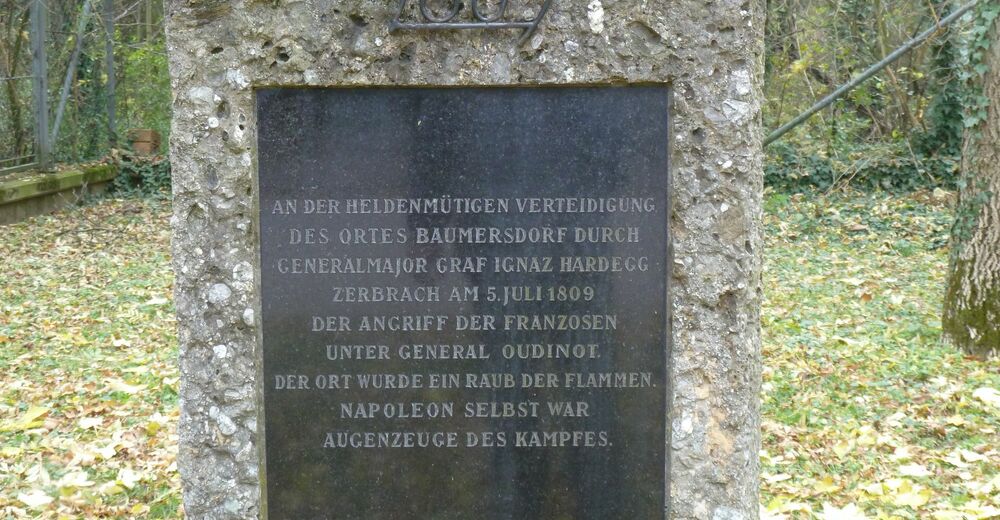 AN DER HELDENMÜTIGEN VERTEIDIGUNG
DES ORTES BAUMERSDORF DURCH
GENERALMAJOR GRAF IGNAZ HARDEGG
ZERBRACH AM 5. JULI 1809
DER ANGRIFF DER FRANZOSEN
UNTER GENERAL OUDINOT.
DER ORT WURDE EIN RAUB DER FLAMMEN.
NAPOLEON SELBST WAR
AUGENZEUGE DES KAMPFES.